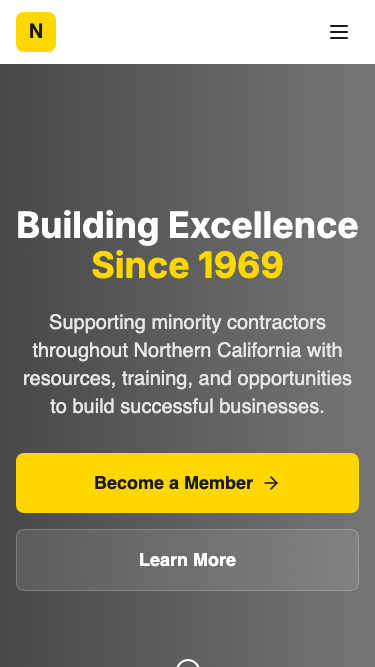 N
Building Excellence
Since 1969
Supporting minority contractors
throughout Northern California with
resources, training, and opportunities
to build successful businesses.
Become a Member →
Learn More